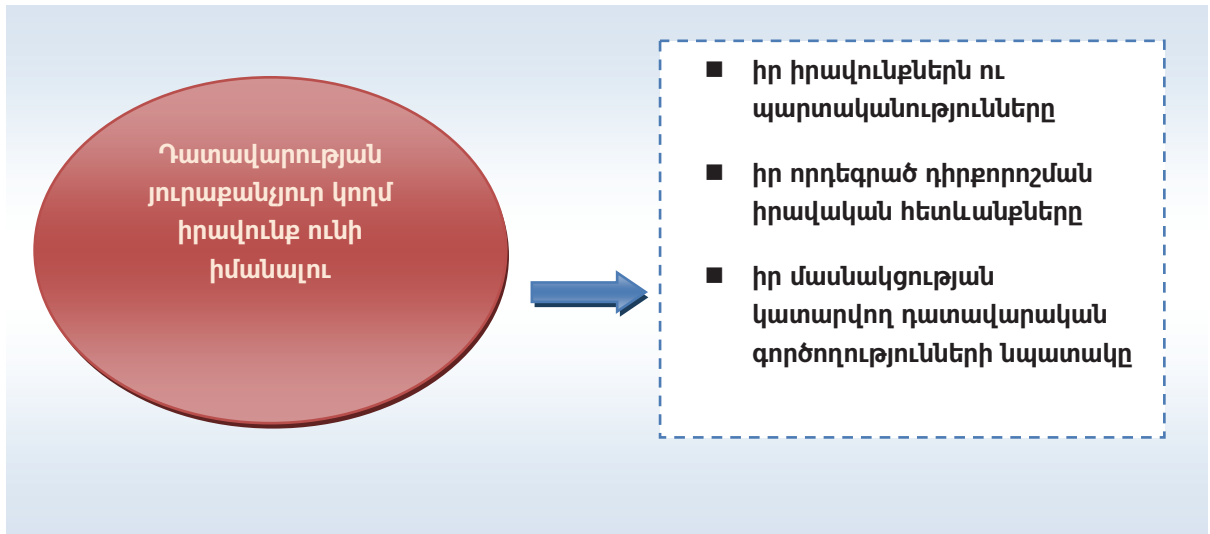 Դատավարության
յուրաքանչյուր կողմ
իրավունք ունի
իմանալու
■ իր իրավունքներն ու
պարտականությունները
■ իր որդեգրած դիրքորոշման
իրավական հետևանքները
■ իր մասնակցության
կատարվող դատավարական
գործողությունների նպատակը